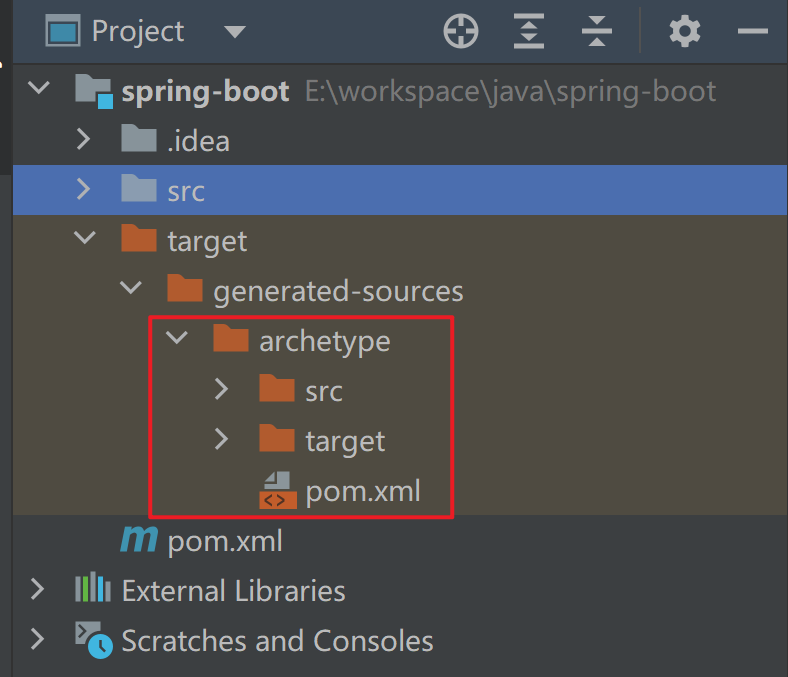 Project
spring-boot E:\workspace\java\spring-boot
.idea
src
target
generated-sources
archetype
src
target
<> pom.xml
m pom.xml
External Libraries
Scratches and Consoles